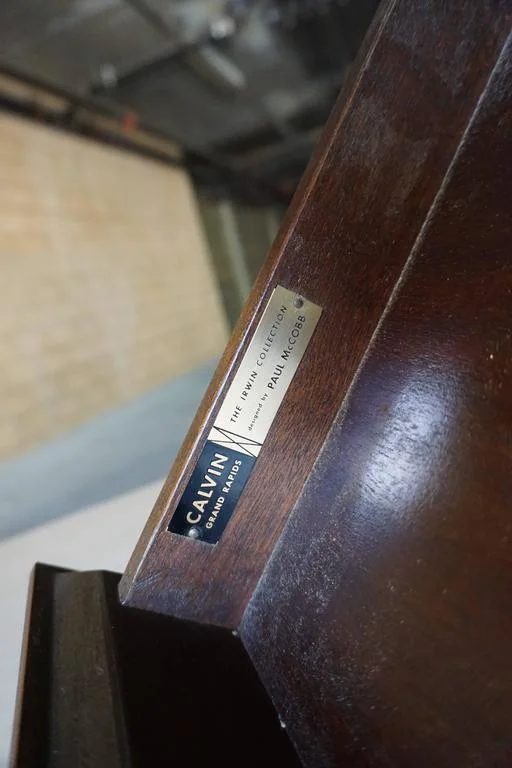 CALVIN
GRAND RAPIDS
THE IRWIN COLLECTION
designed by PAUL McCOBB